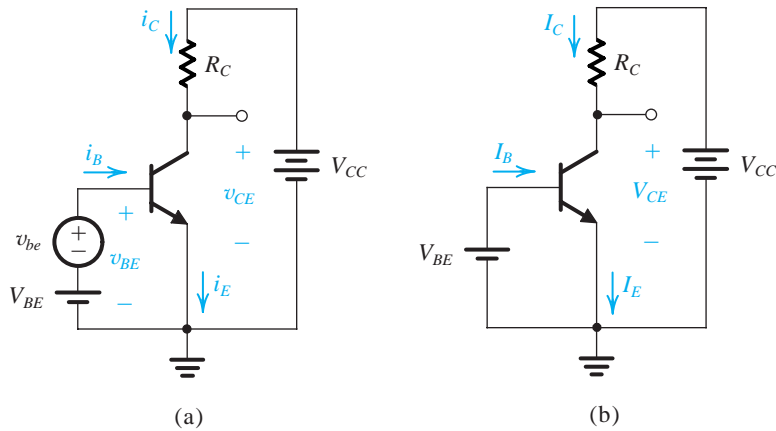 i_C
R_C
i_B
+
v_CE
−
V_CC
v_be
+
−
+
v_BE
−
V_BE
i_E
(a)
I_C
R_C
I_B
+
V_CE
−
V_CC
V_BE
I_E
(b)